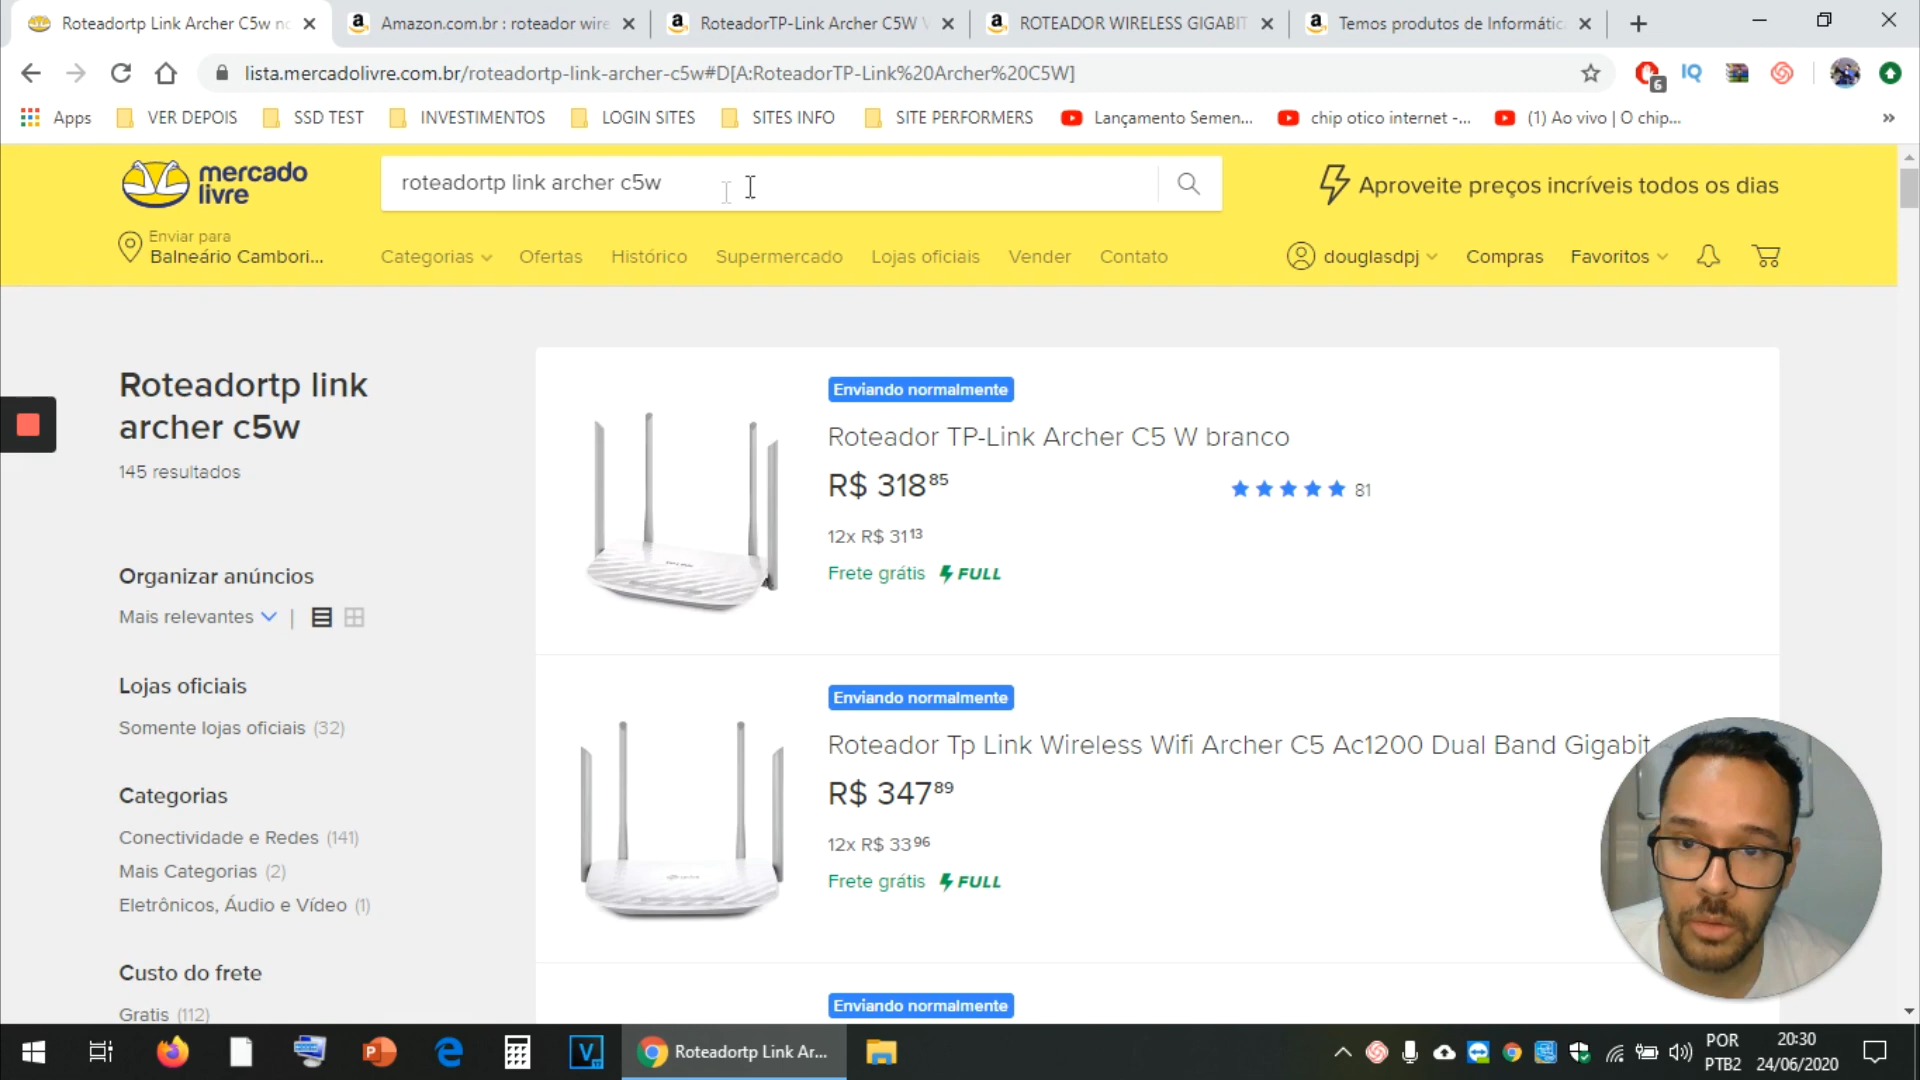 Roteadortp Link Archer C5w no
Amazon.com.br : roteador wire
RoteadorTP-Link Archer C5W V
ROTEADOR WIRELESS GIGABIT
Temos produtos de Informátic
lista.mercadolivre.com.br/roteadortp-link-archer-c5w#D[A:RoteadorTP-Link%20Archer%20C5W]
6
IQ
Apps
VER DEPOIS
SSD TEST
INVESTIMENTOS
LOGIN SITES
SITES INFO
SITE PERFORMERS
Lançamento Semen...
chip otico internet -...
(1) Ao vivo | O chip...
»
mercado
livre
roteadortp link archer c5w
Aproveite preços incríveis todos os dias
Enviar para
Balneário Cambori...
Categorias
Ofertas
Histórico
Supermercado
Lojas oficiais
Vender
Contato
douglasdpj
Compras
Favoritos
Roteadortp link
archer c5w
145 resultados
Organizar anúncios
Mais relevantes |
Lojas oficiais
Somente lojas oficiais (32)
Categorias
Conectividade e Redes (141)
Mais Categorias (2)
Eletrônicos, Áudio e Vídeo (1)
Custo do frete
Gratis (112)
Enviando normalmente
Roteador TP-Link Archer C5 W branco
R$ 318 85
81
12x R$ 31 13
Frete grátis FULL
Enviando normalmente
Roteador Tp Link Wireless Wifi Archer C5 Ac1200 Dual Band Gigabit
R$ 347 89
12x R$ 33 96
Frete grátis FULL
Enviando normalmente
Roteadortp Link Ar...
POR
PTB2
20:30
24/06/2020